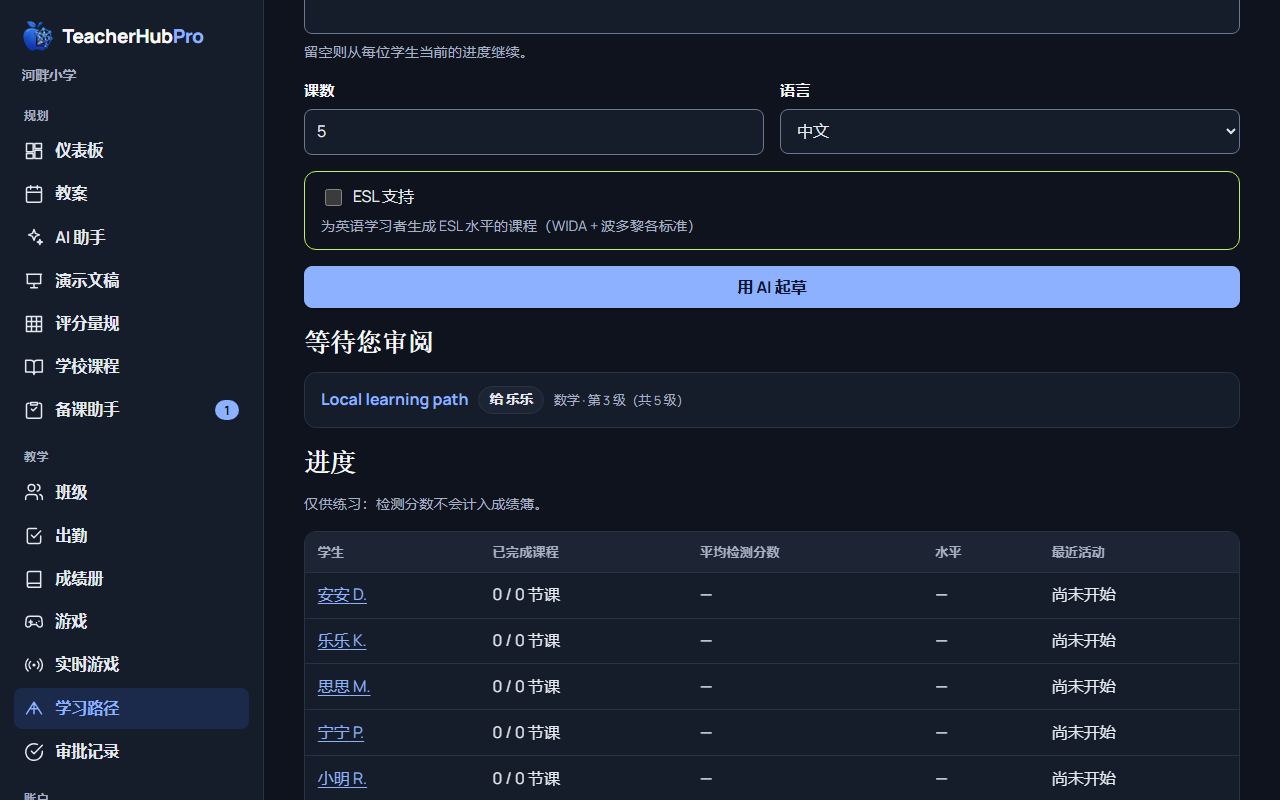 TeacherHubPro
河畔小学
规划
仪表板
教案
AI 助手
演示文稿
评分量规
学校课程
备课助手 1
教学
班级
出勤
成绩册
游戏
实时游戏
学习路径
审批记录
账户
留空则从每位学生当前的进度继续。
课数 语言
5 中文
ESL 支持
为英语学习者生成 ESL 水平的课程（WIDA + 波多黎各标准）
用 AI 起草
等待您审阅
Local learning path 给 乐乐 数学 · 第 3 级（共 5 级）
进度
仅供练习：检测分数不会计入成绩簿。
学生 已完成课程 平均检测分数 水平 最近活动
安安 D. 0 / 0 节课 — — 尚未开始
乐乐 K. 0 / 0 节课 — — 尚未开始
思思 M. 0 / 0 节课 — — 尚未开始
宁宁 P. 0 / 0 节课 — — 尚未开始
小明 R. 0 / 0 节课 — — 尚未开始